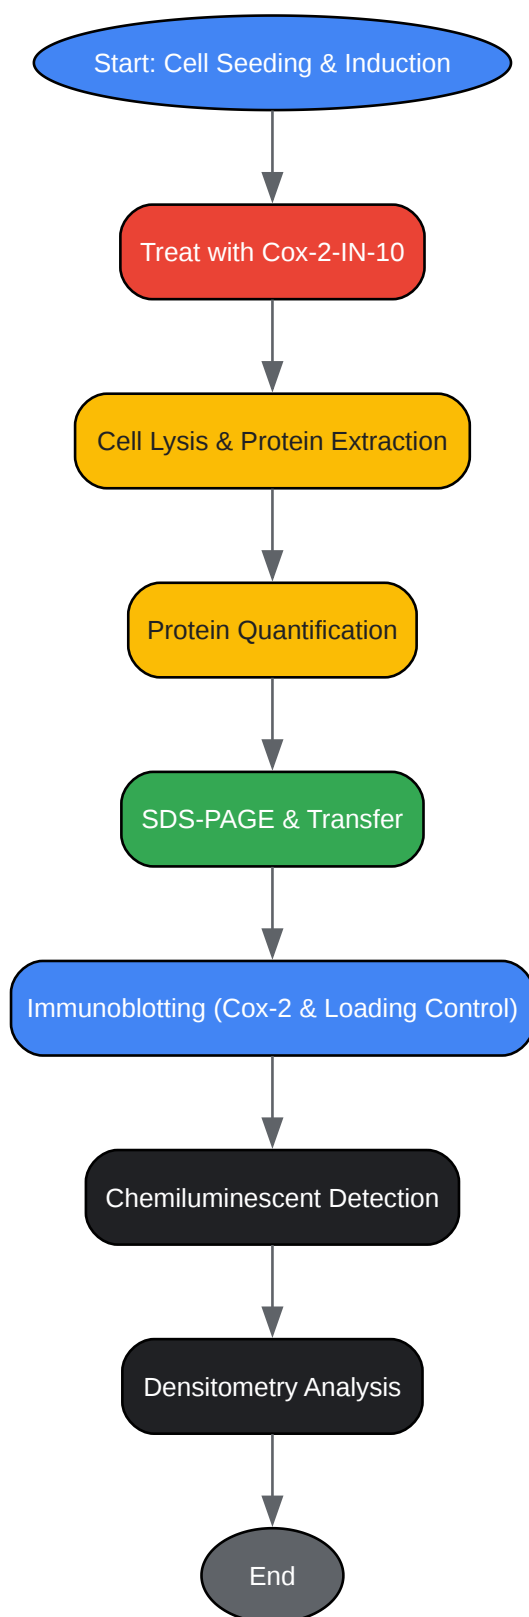 Start: Cell Seeding & Induction
Treat with Cox-2-IN-10
Cell Lysis & Protein Extraction
Protein Quantification
SDS-PAGE & Transfer
Immunoblotting (Cox-2 & Loading Control)
Chemiluminescent Detection
Densitometry Analysis
End